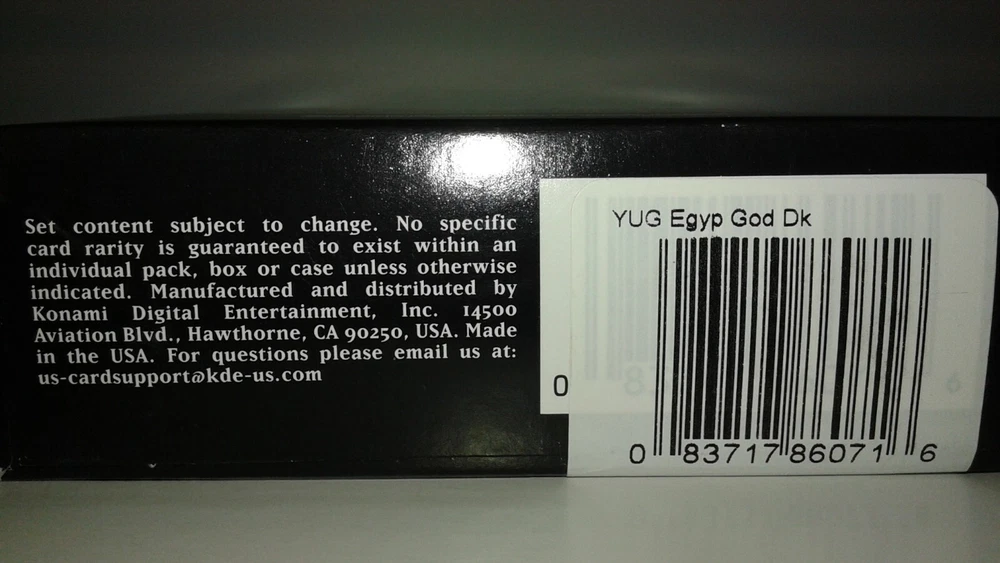 Set content subject to change. No specific
card rarity is guaranteed to exist within an
individual pack, box or case unless otherwise
indicated. Manufactured and distributed by
Konami Digital Entertainment, Inc. 14500
Aviation Blvd., Hawthorne, CA 90250, USA. Made
in the USA. For questions please email us at:
us-cardsupport@kde-us.com
YUG Egyp God Dk
0
0 83717 86071 6